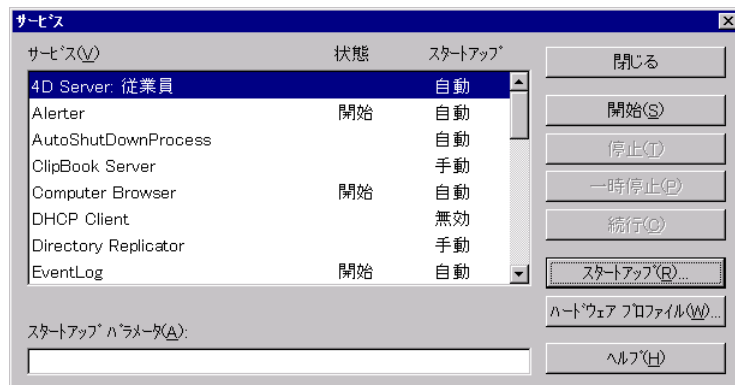 ｻｰﾋﾞｽ
ｻｰﾋﾞｽ(V) 状態 ｽﾀｰﾄｱｯﾌﾟ
4D Server: 従業員 自動
Alerter 開始 自動
AutoShutDownProcess 自動
ClipBook Server 手動
Computer Browser 開始 自動
DHCP Client 無効
Directory Replicator 手動
EventLog 開始 自動
ｽﾀｰﾄｱｯﾌﾟ ﾊﾟﾗﾒｰﾀ(A):
閉じる
開始(S)
停止(T)
一時停止(P)
続行(C)
ｽﾀｰﾄｱｯﾌﾟ(R)...
ﾊｰﾄﾞｳｪｱ ﾌﾟﾛﾌｧｲﾙ(W)...
ﾍﾙﾌﾟ(H)